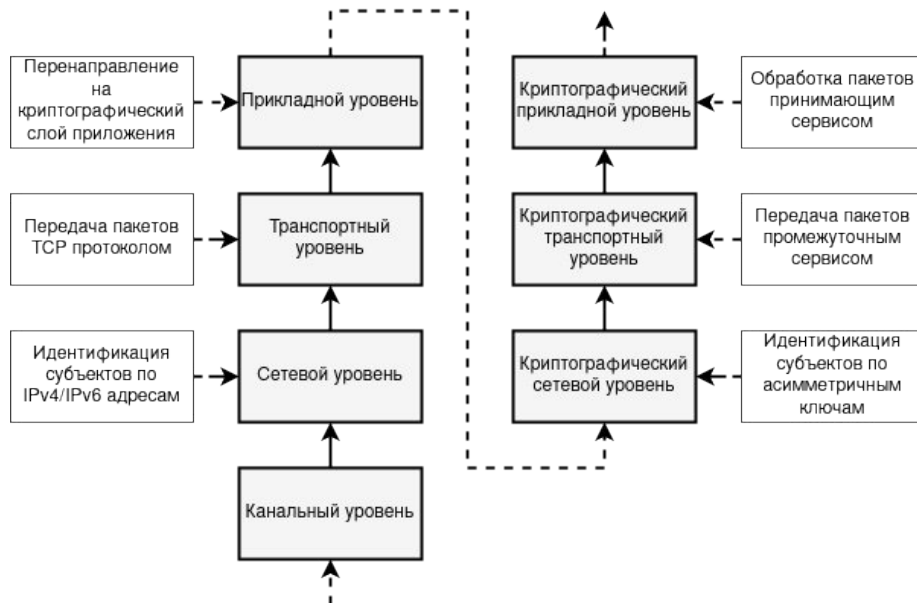 Перенаправление
на
криптографический
слой приложения
Прикладной уровень
Криптографический
прикладной уровень
Обработка пакетов
принимающим
сервисом
Передача пакетов
TCP протоколом
Транспортный
уровень
Криптографический
транспортный
уровень
Передача пакетов
промежуточным
сервисом
Идентификация
субъектов по
IPv4/IPv6 адресам
Сетевой уровень
Криптографический
сетевой уровень
Идентификация
субъектов по
асимметричным
ключам
Канальный уровень